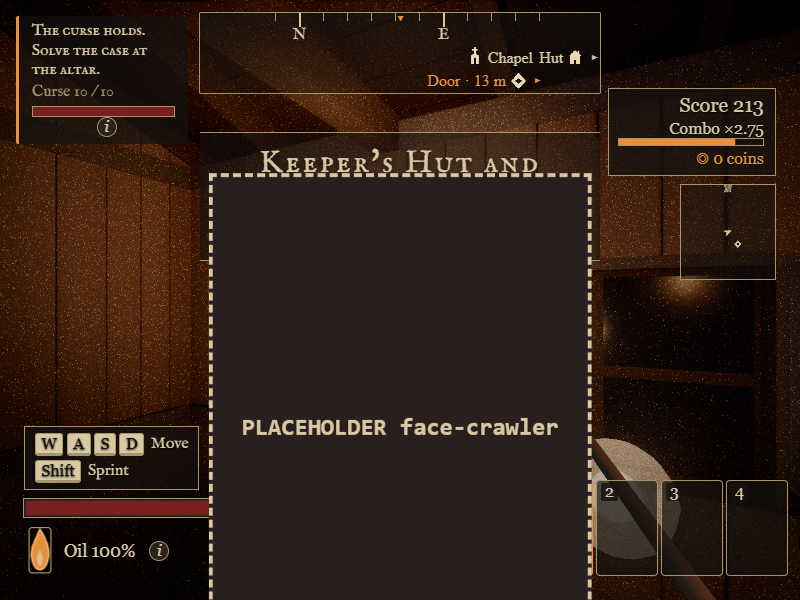 The curse holds.
Solve the case at
the altar.
Curse 10/10
i
N
E
Chapel Hut
Door · 13 m
Score 213
Combo ×2.75
0 coins
N
Keeper's Hut and
PLACEHOLDER face-crawler
W A S D Move
Shift Sprint
Oil 100% i
2 3 4